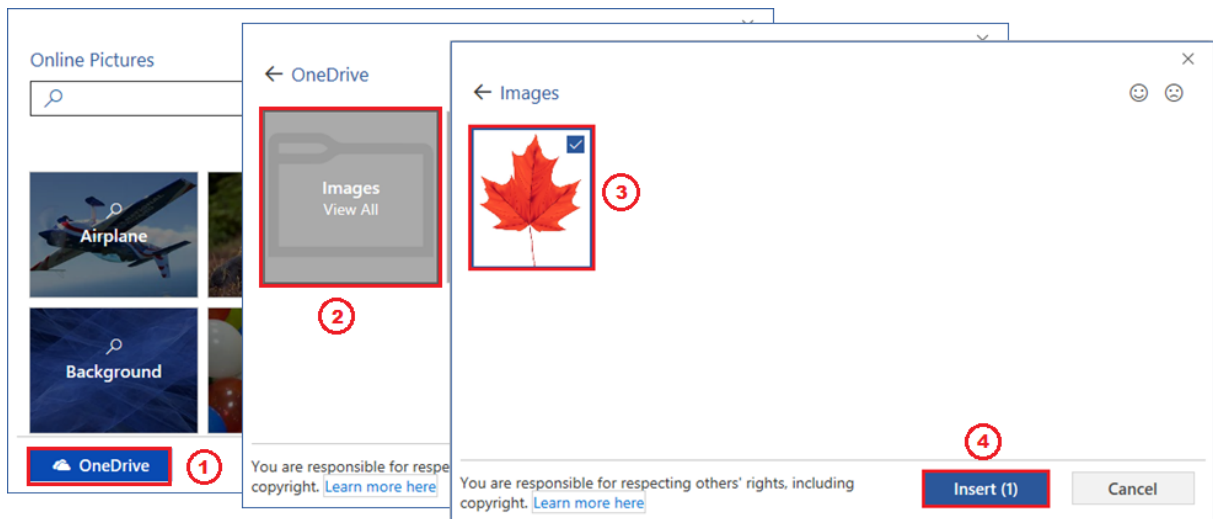 Online Pictures
Airplane
Background
OneDrive
1
← OneDrive
Images
View All
2
You are responsible for respe
copyright. Learn more here
← Images
3
4
You are responsible for respecting others' rights, including
copyright. Learn more here
Insert (1)
Cancel